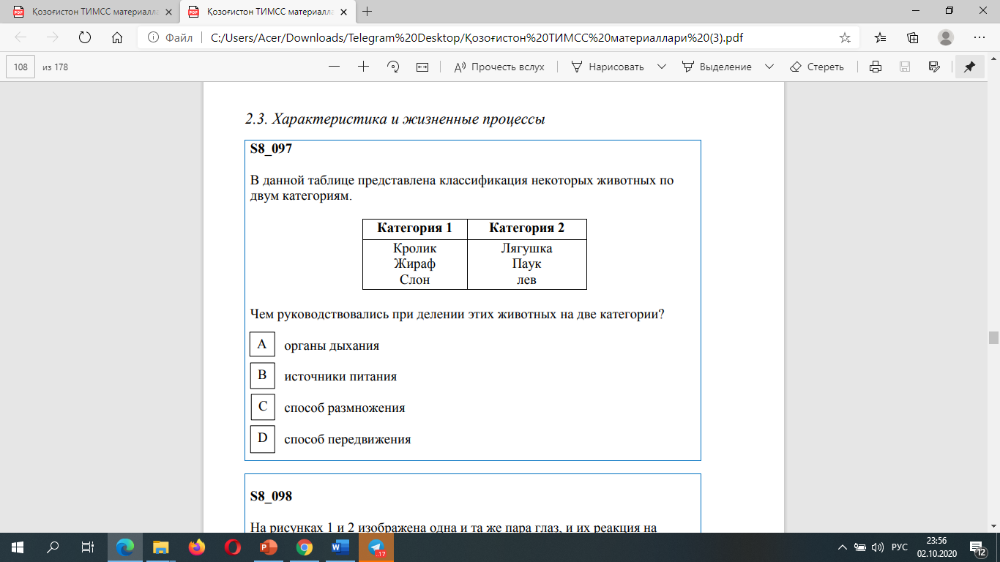 Қозоғистон ТИМСС материалла
Қозоғистон ТИМСС материалла
Файл
C:/Users/Acer/Downloads/Telegram%20Desktop/Қозоғистон%20ТИМСС%20материаллари%20(3).pdf
108 из 178
Прочесть вслух
Нарисовать
Выделение
Стереть
2.3. Характеристика и жизненные процессы
S8_097
В данной таблице представлена классификация некоторых животных по
двум категориям.
Категория 1 Категория 2
Кролик Лягушка
Жираф Паук
Слон лев
Чем руководствовались при делении этих животных на две категории?
A органы дыхания
B источники питания
C способ размножения
D способ передвижения
S8_098
На рисунках 1 и 2 изображена одна и та же пара глаз, и их реакция на
..17
РУС
23:56
02.10.2020
12